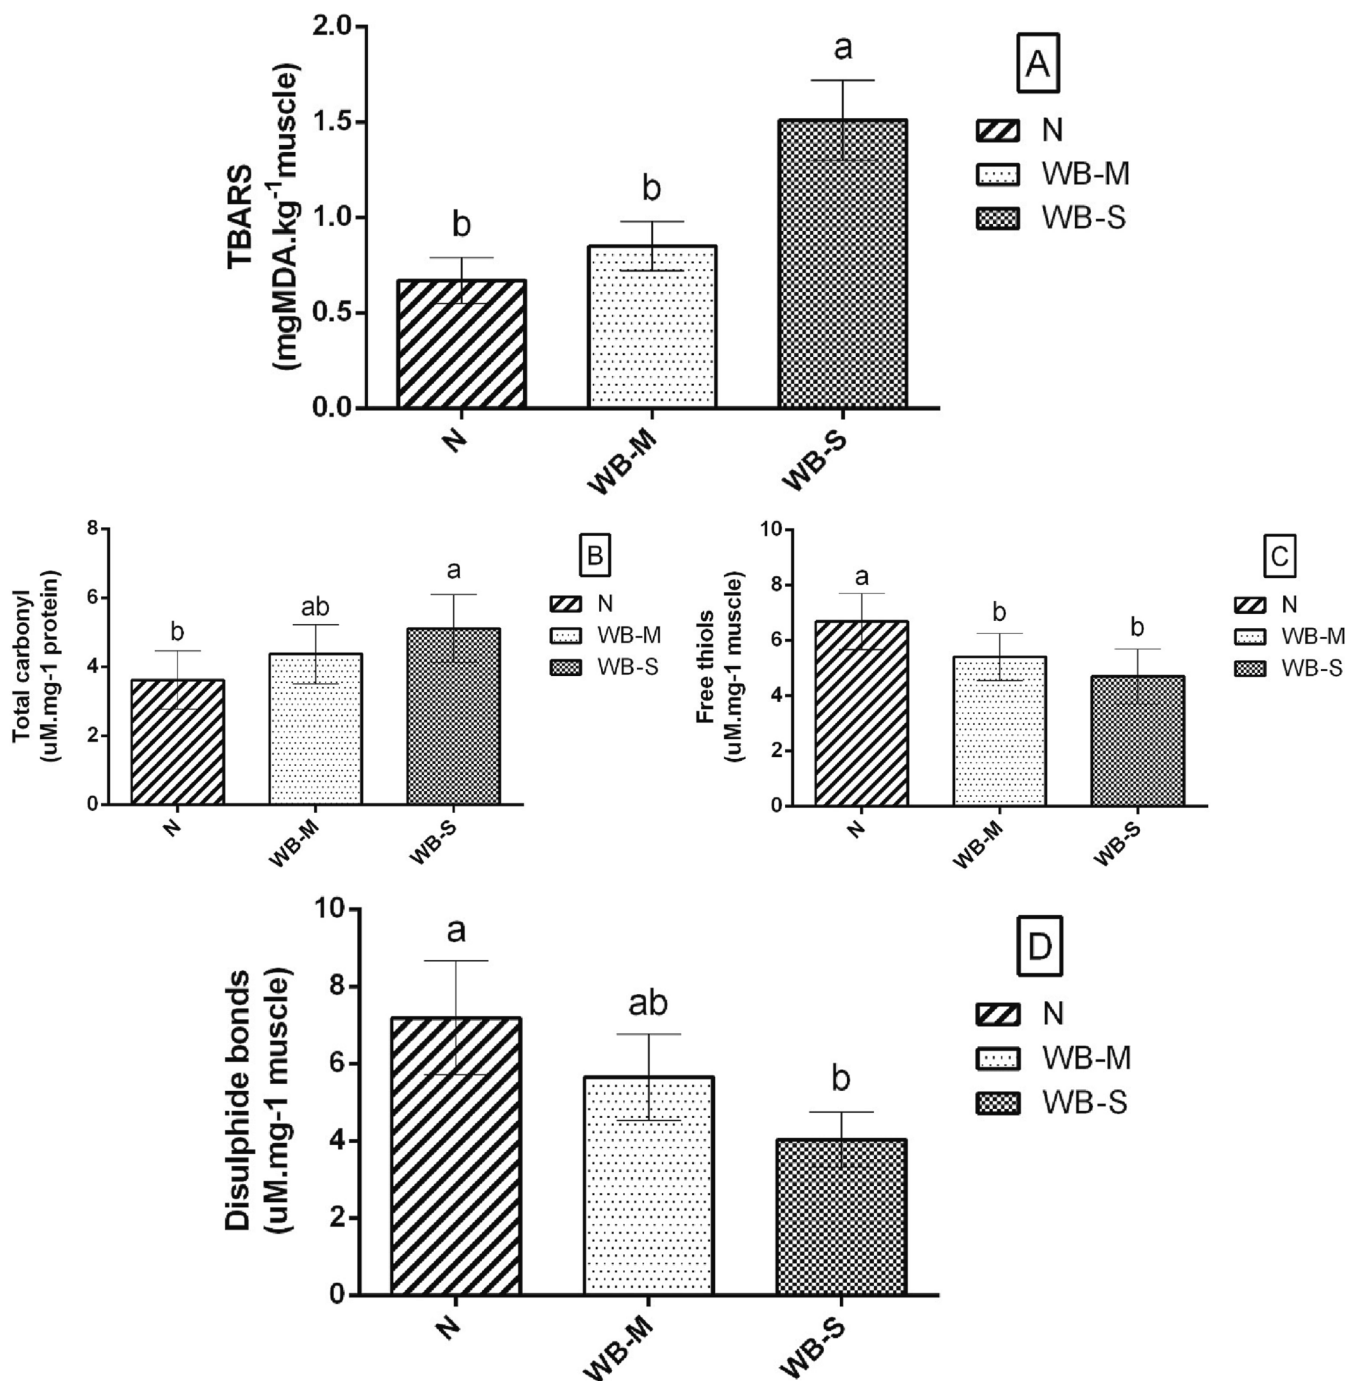 2.0
1.5
1.0
0.5
0.0
TBARS
(mgMDA.kg⁻¹muscle)
b
b
a
N
WB-M
WB-S
A
N
WB-M
WB-S
8
6
4
2
0
Total carbonyl
(uM.mg-1 protein)
b
ab
a
N
WB-M
WB-S
B
N
WB-M
WB-S
10
8
6
4
2
0
Free thiols
(uM.mg-1 muscle)
a
b
b
N
WB-M
WB-S
C
N
WB-M
WB-S
10
8
6
4
2
0
Disulphide bonds
(uM.mg-1 muscle)
a
ab
b
N
WB-M
WB-S
D
N
WB-M
WB-S